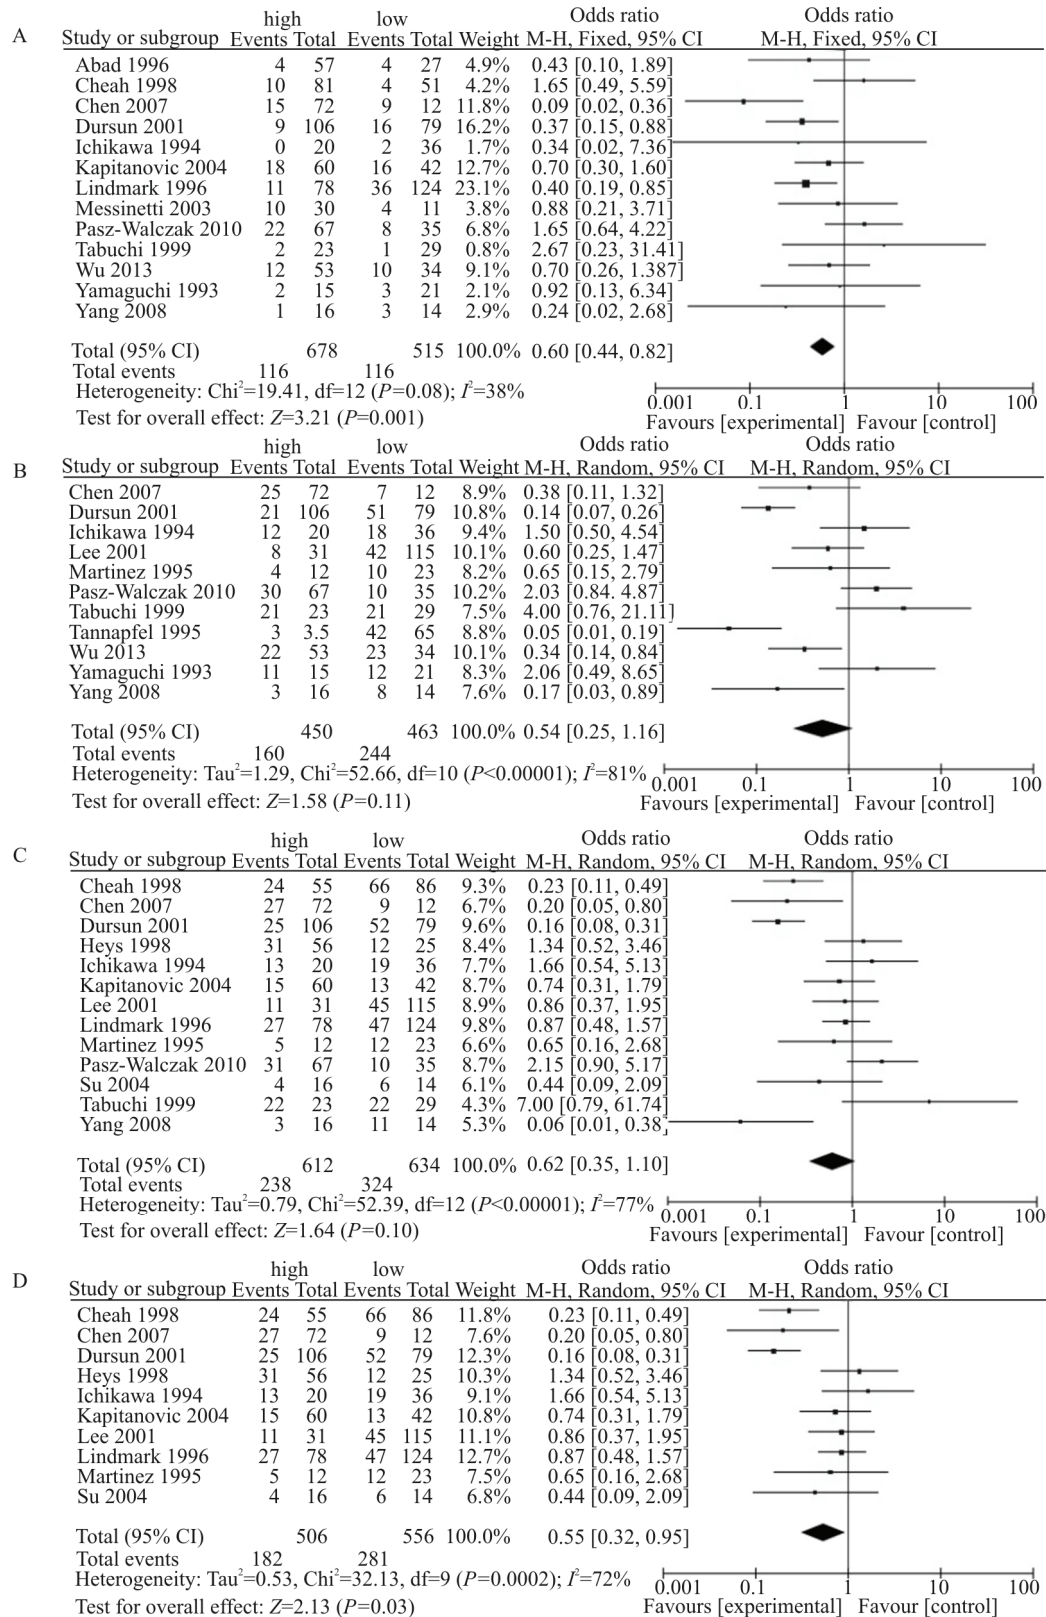 A
high low Odds ratio Odds ratio
Study or subgroup Events Total Events Total Weight M-H, Fixed, 95% CI M-H, Fixed, 95% CI
Abad 1996 4 57 4 27 4.9% 0.43 [0.10, 1.89]
Cheah 1998 10 81 4 51 4.2% 1.65 [0.49, 5.59]
Chen 2007 15 72 9 12 11.8% 0.09 [0.02, 0.36]
Dursun 2001 9 106 16 79 16.2% 0.37 [0.15, 0.88]
Ichikawa 1994 0 20 2 36 1.7% 0.34 [0.02, 7.36]
Kapitanovic 2004 18 60 16 42 12.7% 0.70 [0.30, 1.60]
Lindmark 1996 11 78 36 124 23.1% 0.40 [0.19, 0.85]
Messinetti 2003 10 30 4 11 3.8% 0.88 [0.21, 3.71]
Pasz-Walczak 2010 22 67 8 35 6.8% 1.65 [0.64, 4.22]
Tabuchi 1999 2 23 1 29 0.8% 2.67 [0.23, 31.41]
Wu 2013 12 53 10 34 9.1% 0.70 [0.26, 1.387]
Yamaguchi 1993 2 15 3 21 2.1% 0.92 [0.13, 6.34]
Yang 2008 1 16 3 14 2.9% 0.24 [0.02, 2.68]
Total (95% CI) 678 515 100.0% 0.60 [0.44, 0.82]
Total events 116 116
Heterogeneity: Chi²=19.41, df=12 (P=0.08); I²=38%
Test for overall effect: Z=3.21 (P=0.001)
0.001 0.1 1 10 100
Favours [experimental] Favour [control]
B
high low Odds ratio Odds ratio
Study or subgroup Events Total Events Total Weight M-H, Random, 95% CI M-H, Random, 95% CI
Chen 2007 25 72 7 12 8.9% 0.38 [0.11, 1.32]
Dursun 2001 21 106 51 79 10.8% 0.14 [0.07, 0.26]
Ichikawa 1994 12 20 18 36 9.4% 1.50 [0.50, 4.54]
Lee 2001 8 31 42 115 10.1% 0.60 [0.25, 1.47]
Martinez 1995 4 12 10 23 8.2% 0.65 [0.15, 2.79]
Pasz-Walczak 2010 30 67 10 35 10.2% 2.03 [0.84, 4.87]
Tabuchi 1999 21 23 21 29 7.5% 4.00 [0.76, 21.11]
Tannapfel 1995 3 3.5 42 65 8.8% 0.05 [0.01, 0.19]
Wu 2013 22 53 23 34 10.1% 0.34 [0.14, 0.84]
Yamaguchi 1993 11 15 12 21 8.3% 2.06 [0.49, 8.65]
Yang 2008 3 16 8 14 7.6% 0.17 [0.03, 0.89]
Total (95% CI) 450 463 100.0% 0.54 [0.25, 1.16]
Total events 160 244
Heterogeneity: Tau²=1.29, Chi²=52.66, df=10 (P<0.00001); I²=81%
Test for overall effect: Z=1.58 (P=0.11)
0.001 0.1 1 10 100
Favours [experimental] Favour [control]
C
high low Odds ratio Odds ratio
Study or subgroup Events Total Events Total Weight M-H, Random, 95% CI M-H, Random, 95% CI
Cheah 1998 24 55 66 86 9.3% 0.23 [0.11, 0.49]
Chen 2007 27 72 9 12 6.7% 0.20 [0.05, 0.80]
Dursun 2001 25 106 52 79 9.6% 0.16 [0.08, 0.31]
Heys 1998 31 56 12 25 8.4% 1.34 [0.52, 3.46]
Ichikawa 1994 13 20 19 36 7.7% 1.66 [0.54, 5.13]
Kapitanovic 2004 15 60 13 42 8.7% 0.74 [0.31, 1.79]
Lee 2001 11 31 45 115 8.9% 0.86 [0.37, 1.95]
Lindmark 1996 27 78 47 124 9.8% 0.87 [0.48, 1.57]
Martinez 1995 5 12 12 23 6.6% 0.65 [0.16, 2.68]
Pasz-Walczak 2010 31 67 10 35 8.7% 2.15 [0.90, 5.17]
Su 2004 4 16 6 14 6.1% 0.44 [0.09, 2.09]
Tabuchi 1999 22 23 22 29 4.3% 7.00 [0.79, 61.74]
Yang 2008 3 16 11 14 5.3% 0.06 [0.01, 0.38]
Total (95% CI) 612 634 100.0% 0.62 [0.35, 1.10]
Total events 238 324
Heterogeneity: Tau²=0.79, Chi²=52.39, df=12 (P<0.00001); I²=77%
Test for overall effect: Z=1.64 (P=0.10)
0.001 0.1 1 10 100
Favours [experimental] Favour [control]
D
high low Odds ratio Odds ratio
Study or subgroup Events Total Events Total Weight M-H, Random, 95% CI M-H, Random, 95% CI
Cheah 1998 24 55 66 86 11.8% 0.23 [0.11, 0.49]
Chen 2007 27 72 9 12 7.6% 0.20 [0.05, 0.80]
Dursun 2001 25 106 52 79 12.3% 0.16 [0.08, 0.31]
Heys 1998 31 56 12 25 10.3% 1.34 [0.52, 3.46]
Ichikawa 1994 13 20 19 36 9.1% 1.66 [0.54, 5.13]
Kapitanovic 2004 15 60 13 42 10.8% 0.74 [0.31, 1.79]
Lee 2001 11 31 45 115 11.1% 0.86 [0.37, 1.95]
Lindmark 1996 27 78 47 124 12.7% 0.87 [0.48, 1.57]
Martinez 1995 5 12 12 23 7.5% 0.65 [0.16, 2.68]
Su 2004 4 16 6 14 6.8% 0.44 [0.09, 2.09]
Total (95% CI) 506 556 100.0% 0.55 [0.32, 0.95]
Total events 182 281
Heterogeneity: Tau²=0.53, Chi²=32.13, df=9 (P=0.0002); I²=72%
Test for overall effect: Z=2.13 (P=0.03)
0.001 0.1 1 10 100
Favours [experimental] Favour [control]